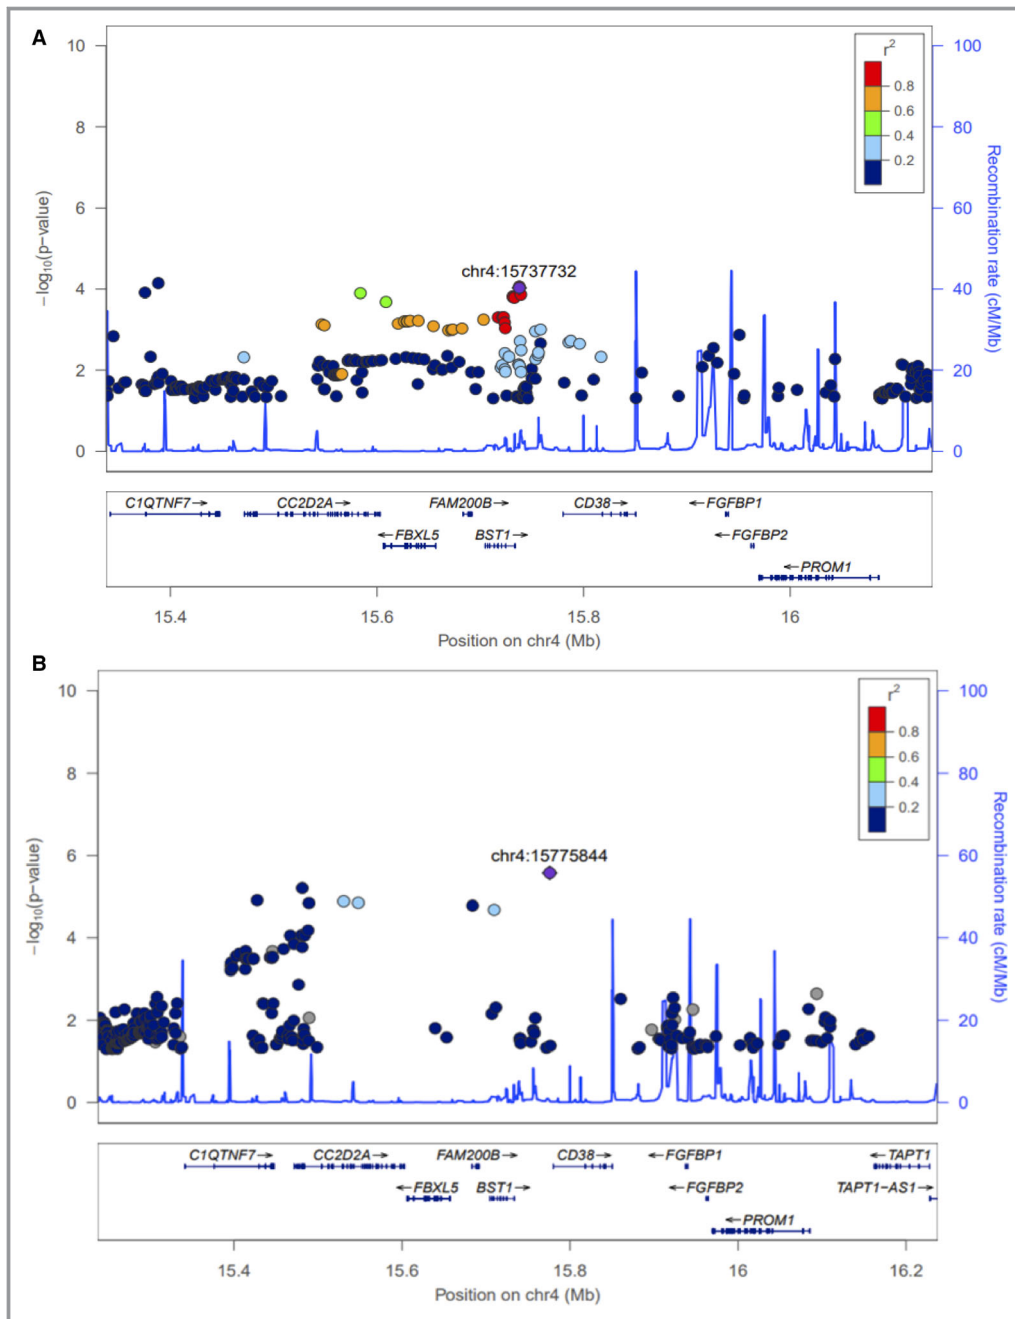 A
10
8
6
4
2
0
−log10(p−value)
chr4:15737732
r2
0.8
0.6
0.4
0.2
100
80
60
40
20
0
Recombination rate (cM/Mb)
C1QTNF7→ CC2D2A→ FAM200B→ CD38→ ←FGFBP1
←FBXL5 BST1→ ←FGFBP2
←PROM1
15.4 15.6 15.8 16
Position on chr4 (Mb)
B
10
8
6
4
2
0
−log10(p−value)
chr4:15775844
r2
0.8
0.6
0.4
0.2
100
80
60
40
20
0
Recombination rate (cM/Mb)
C1QTNF7→ CC2D2A→ FAM200B→ CD38→ ←FGFBP1 ←TAPT1
←FBXL5 BST1→ ←FGFBP2 TAPT1−AS1→
←PROM1
15.4 15.6 15.8 16 16.2
Position on chr4 (Mb)